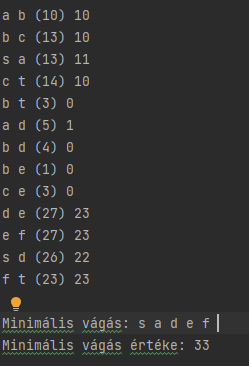 a b (10) 10
b c (13) 10
s a (13) 11
c t (14) 10
b t (3) 0
a d (5) 1
b d (4) 0
b e (1) 0
c e (3) 0
d e (27) 23
e f (27) 23
s d (26) 22
f t (23) 23
Minimális vágás: s a d e f
Minimális vágás értéke: 33